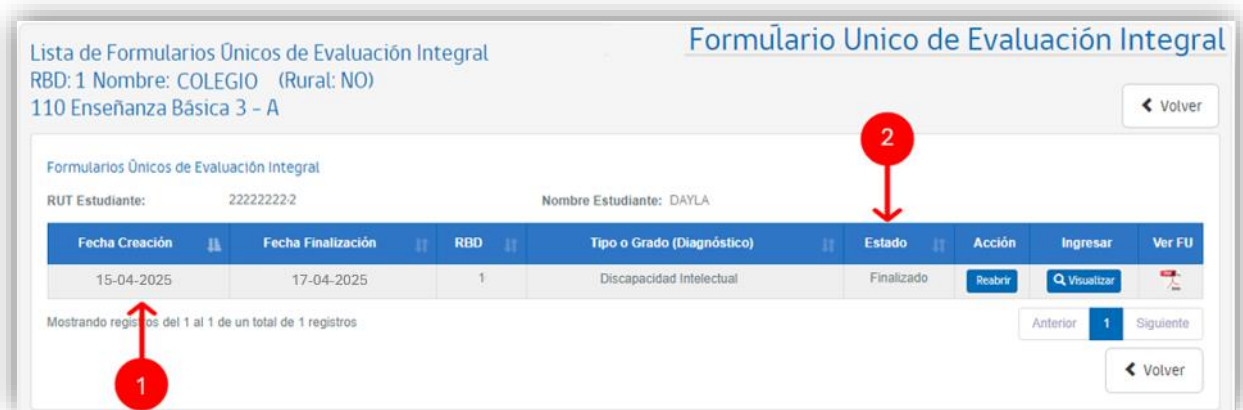 Formulario Unico de Evaluación Integral
Lista de Formularios Únicos de Evaluación Integral
RBD: 1 Nombre: COLEGIO (Rural: NO)
110 Enseñanza Básica 3 - A
Volver
2
Formularios Únicos de Evaluación Integral
RUT Estudiante: 22222222-2 Nombre Estudiante: DAYLA
Fecha Creación Fecha Finalización RBD Tipo o Grado (Diagnóstico) Estado Acción Ingresar Ver FU
15-04-2025 17-04-2025 1 Discapacidad Intelectual Finalizado Reabrir Visualizar
Mostrando registros del 1 al 1 de un total de 1 registros
Anterior 1 Siguiente
Volver
1